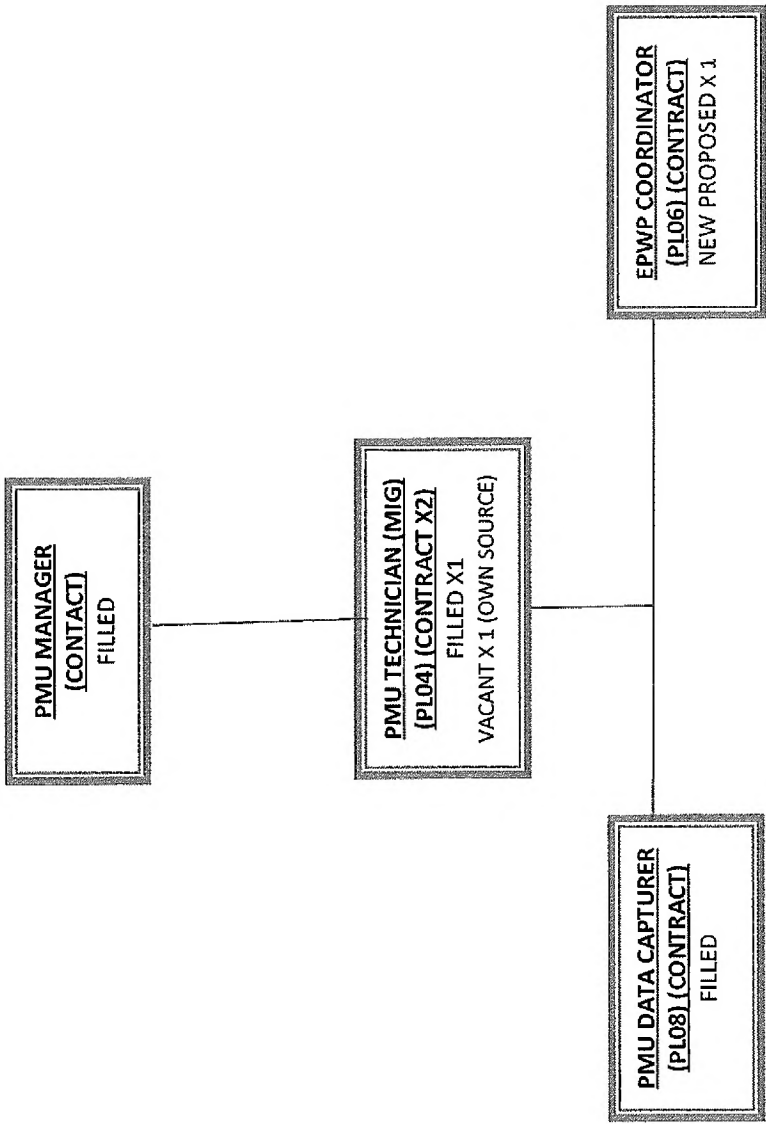 PMU MANAGER
(CONTACT)
FILLED
PMU TECHNICIAN (MIG)
(PL04) (CONTRACT X2)
FILLED X1
VACANT X 1 (OWN SOURCE)
PMU DATA CAPTURER
(PL08) (CONTRACT)
FILLED
EPWP COORDINATOR
(PL06) (CONTRACT)
NEW PROPOSED X 1